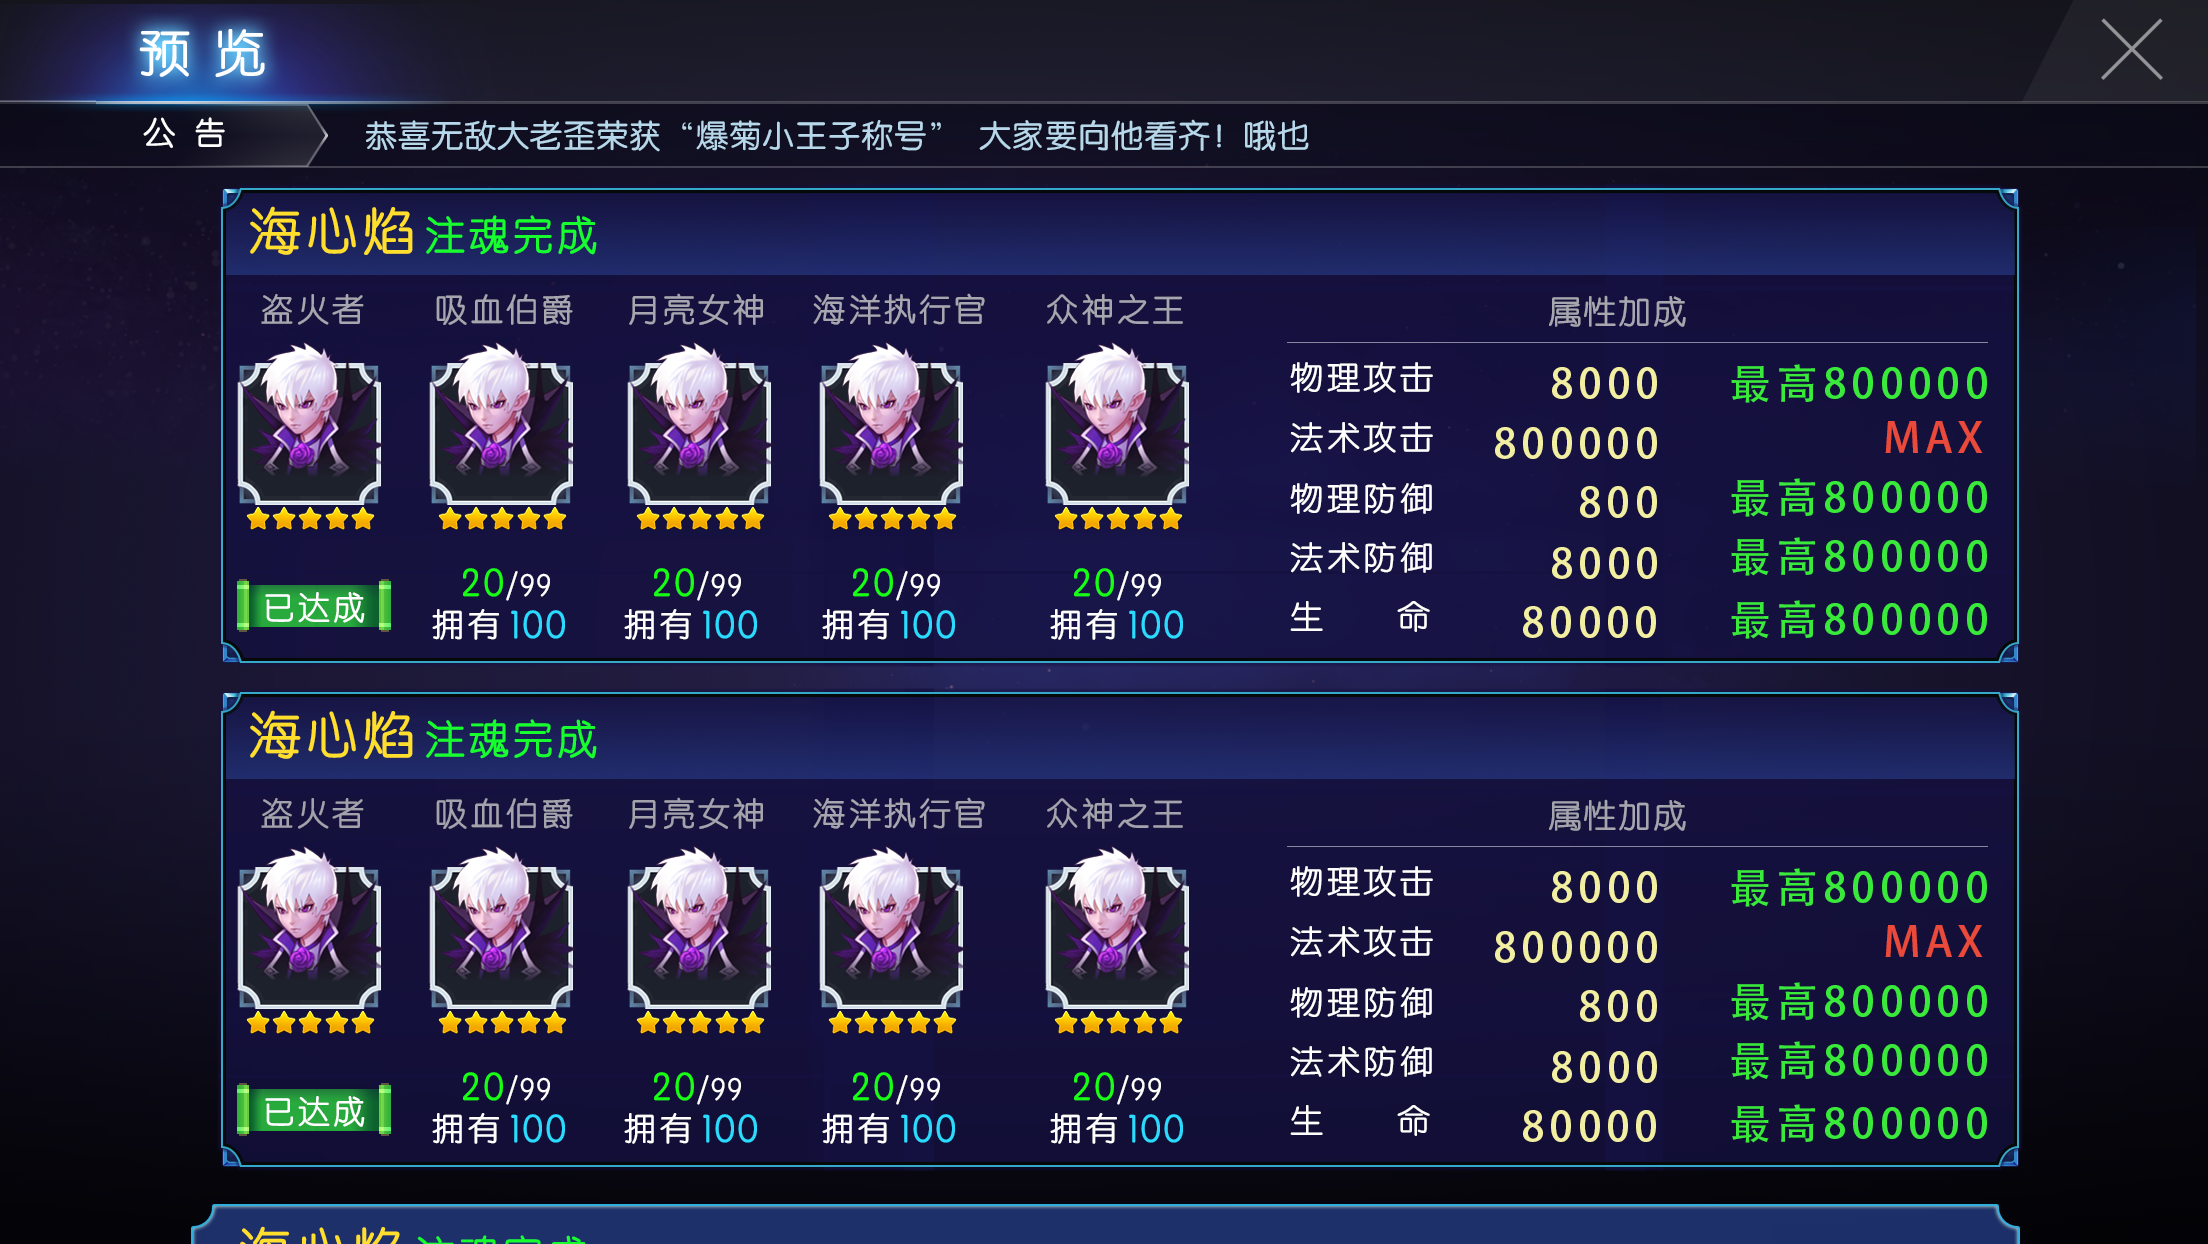 预览
公告 恭喜无敌大老歪荣获“爆菊小王子称号” 大家要向他看齐！哦也
海心焰 注魂完成
盗火者 吸血伯爵 月亮女神 海洋执行官 众神之王 属性加成
物理攻击 8000 最高800000
法术攻击 800000 MAX
物理防御 800 最高800000
法术防御 8000 最高800000
生命 80000 最高800000
20/99 20/99 20/99 20/99
已达成 拥有100 拥有100 拥有100 拥有100
海心焰 注魂完成
盗火者 吸血伯爵 月亮女神 海洋执行官 众神之王 属性加成
物理攻击 8000 最高800000
法术攻击 800000 MAX
物理防御 800 最高800000
法术防御 8000 最高800000
生命 80000 最高800000
20/99 20/99 20/99 20/99
已达成 拥有100 拥有100 拥有100 拥有100
海心焰 注魂完成